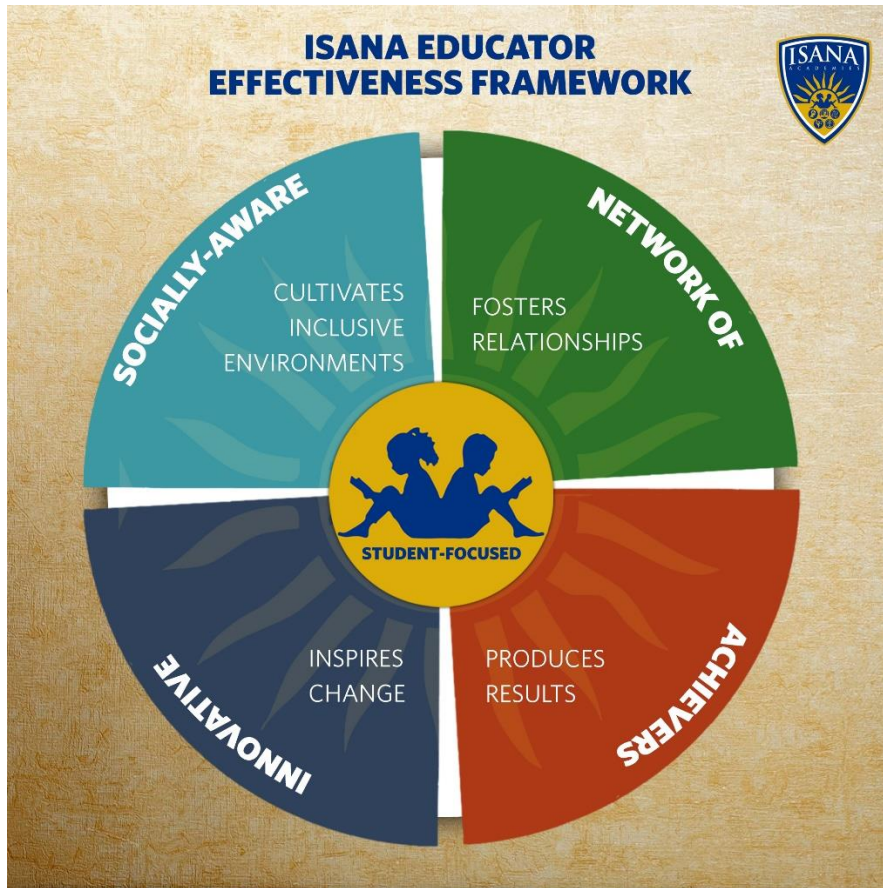 ISANA EDUCATOR
EFFECTIVENESS FRAMEWORK
ISANA
ACADEMIES
SOCIALLY-AWARE
CULTIVATES
INCLUSIVE
ENVIRONMENTS
NETWORK OF
FOSTERS
RELATIONSHIPS
STUDENT-FOCUSED
INNOVATIVE
INSPIRES
CHANGE
PRODUCES
RESULTS
ACHIEVERS